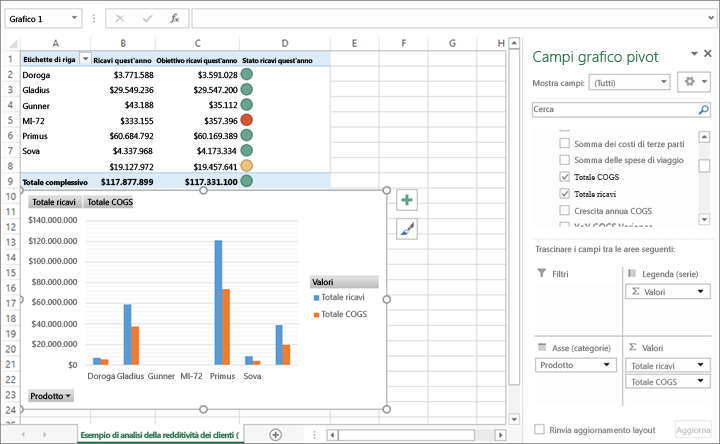 Grafico 1
fx
A B C D E F G H
1 Etichette di riga Ricavi quest'anno Obiettivo ricavi quest'anno Stato ricavi quest'anno
2 Doroga $3.771.588 $3.591.028
3 Gladius $29.549.236 $29.547.200
4 Gunner $43.188 $35.112
5 MI-72 $333.155 $357.396
6 Primus $60.684.792 $60.169.389
7 Sova $4.337.968 $4.173.334
8 $19.127.972 $19.457.641
9 Totale complessivo $117.877.899 $117.331.100
10
11
12
13
14
15
16
17
18
19
20
21
22
23
24
Totale ricavi Totale COGS
$140.000.000
$120.000.000
$100.000.000
$80.000.000
$60.000.000
$40.000.000
$20.000.000
$0
Doroga Gladius Gunner MI-72 Primus Sova
Valori
Totale ricavi
Totale COGS
Prodotto
Esempio di analisi della redditività dei clienti (
Campi grafico pivot
Mostra campi: (Tutti)
Cerca
Somma dei costi di terze parti
Somma delle spese di viaggio
Totale COGS
Totale ricavi
Crescita annua COGS
YoY COGS Variance
Trascinare i campi tra le aree seguenti:
Filtri
Legenda (serie)
Σ Valori
Asse (categorie)
Prodotto
Σ Valori
Totale ricavi
Totale COGS
Rinvia aggiornamento layout
Aggiorna